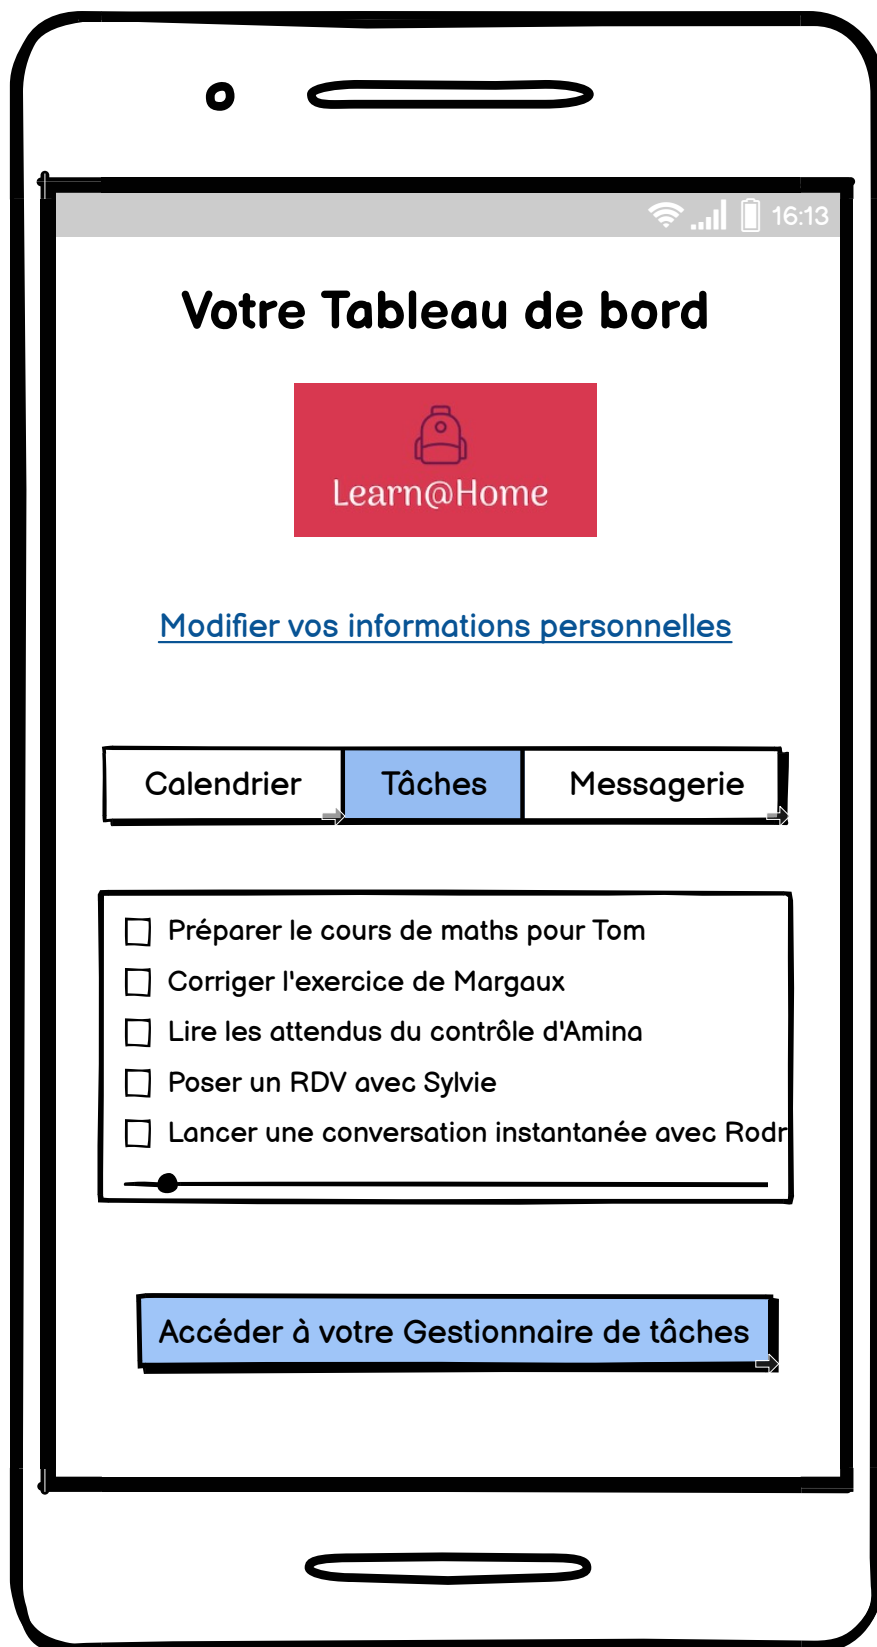 16:13
Votre Tableau de bord
Learn@Home
Modifier vos informations personnelles
Calendrier Tâches Messagerie
Préparer le cours de maths pour Tom
Corriger l'exercice de Margaux
Lire les attendus du contrôle d'Amina
Poser un RDV avec Sylvie
Lancer une conversation instantanée avec Rodr
Accéder à votre Gestionnaire de tâches